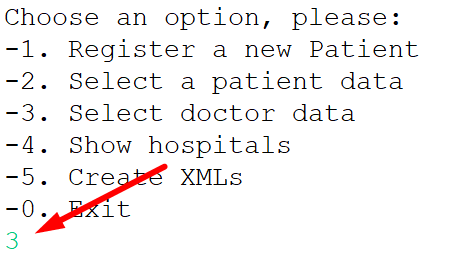 Choose an option, please:
-1. Register a new Patient
-2. Select a patient data
-3. Select doctor data
-4. Show hospitals
-5. Create XMLs
-0. Exit
3